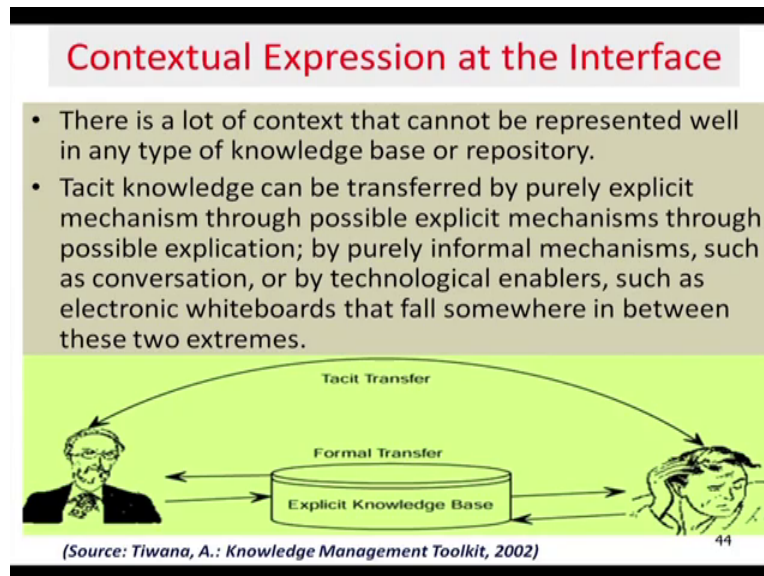 Contextual Expression at the Interface
• There is a lot of context that cannot be represented well
in any type of knowledge base or repository.
• Tacit knowledge can be transferred by purely explicit
mechanism through possible explicit mechanisms through
possible explication; by purely informal mechanisms, such
as conversation, or by technological enablers, such as
electronic whiteboards that fall somewhere in between
these two extremes.
Tacit Transfer
Formal Transfer
Explicit Knowledge Base
44
(Source: Tiwana, A.: Knowledge Management Toolkit, 2002)